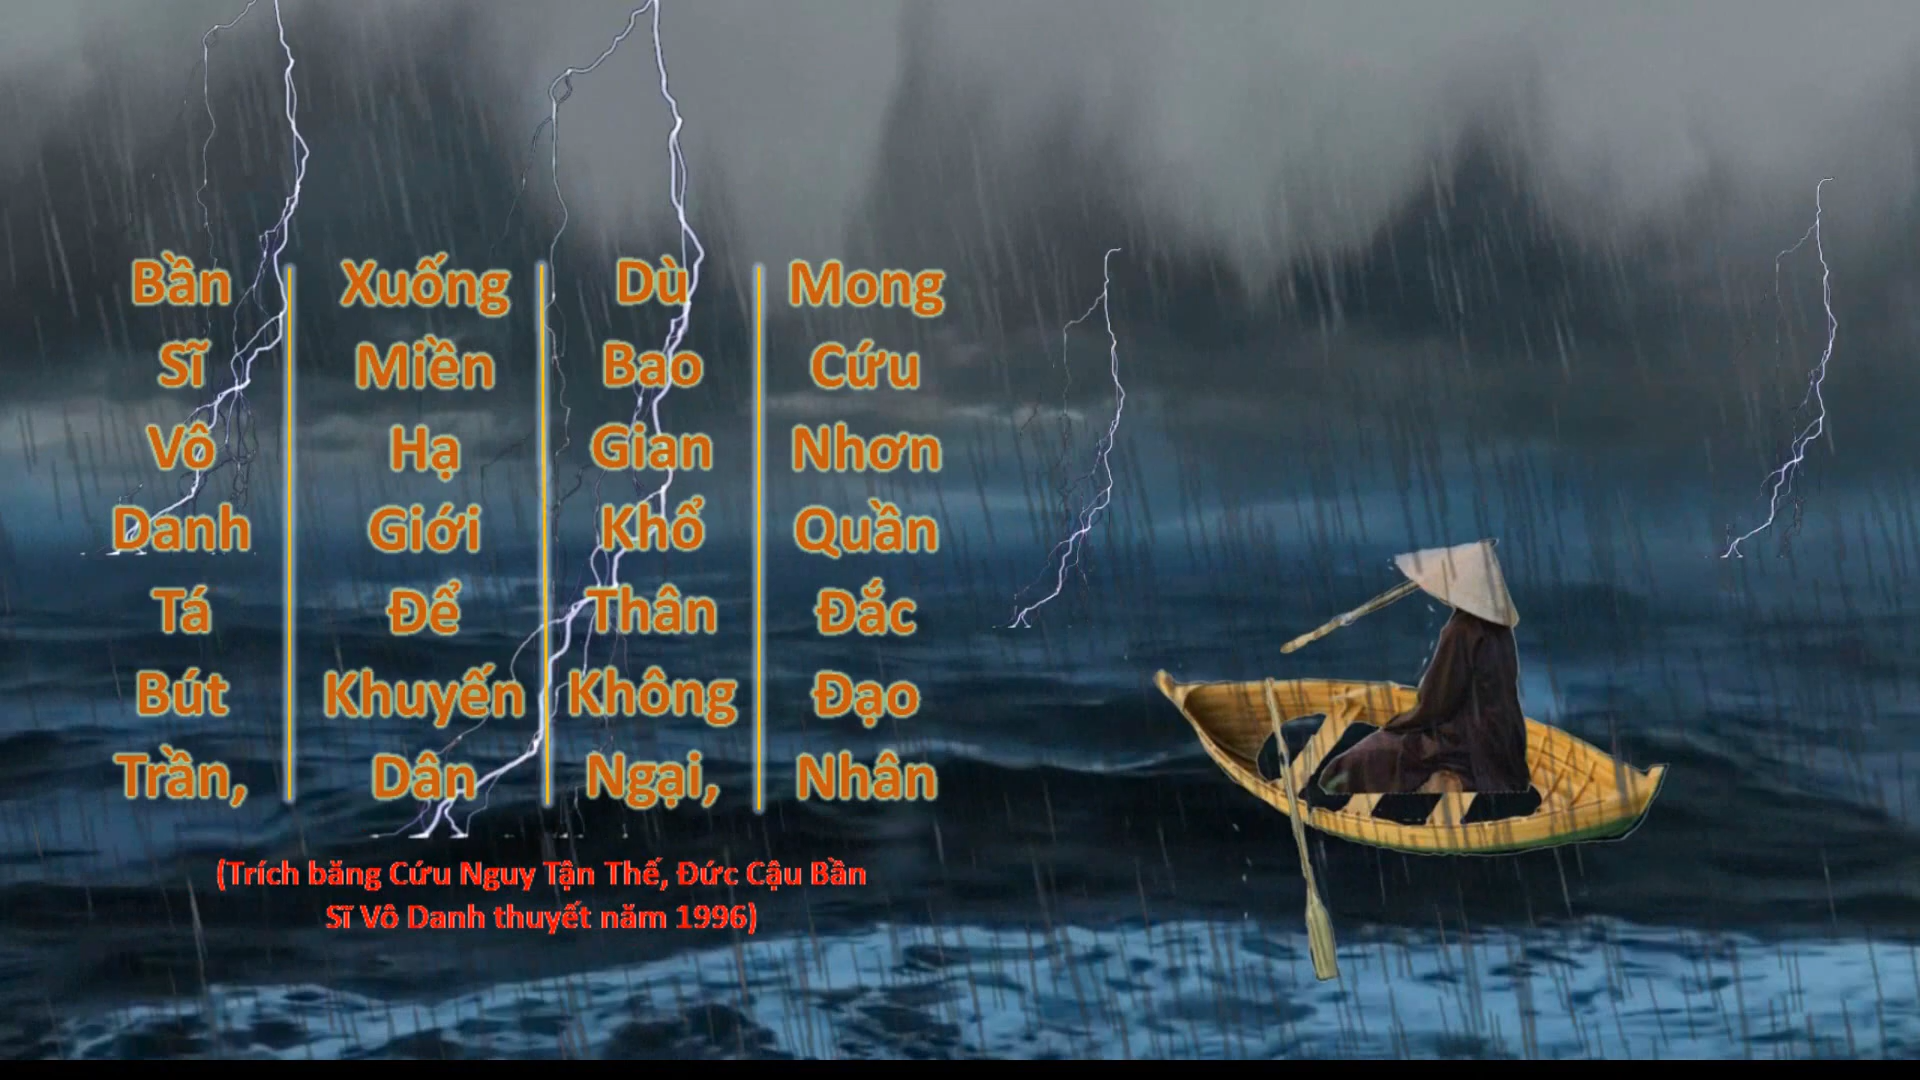 Bần Sĩ Vô Danh Tá Bút Trần,
Xuống Miền Hạ Giới Để Khuyến Dân
Dù Bao Gian Khổ Thân Không Ngại,
Mong Cứu Nhơn Quần Đắc Đạo Nhân
(Trích băng Cứu Nguy Tận Thế, Đức Cậu Bần
Sĩ Vô Danh thuyết năm 1996)